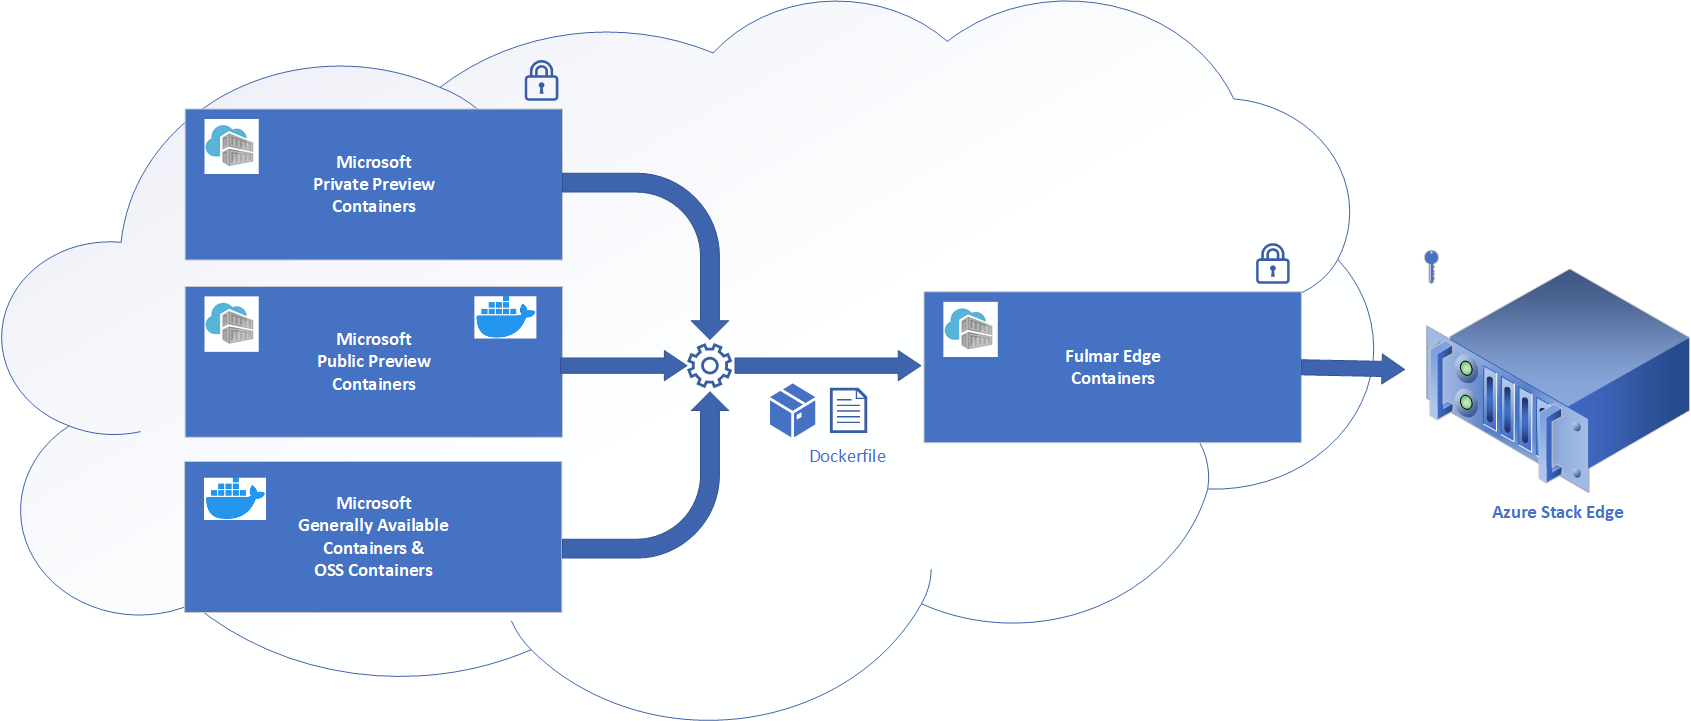 Microsoft
Private Preview
Containers
Microsoft
Public Preview
Containers
Microsoft
Generally Available
Containers &
OSS Containers
Dockerfile
Fulmar Edge
Containers
Azure Stack Edge